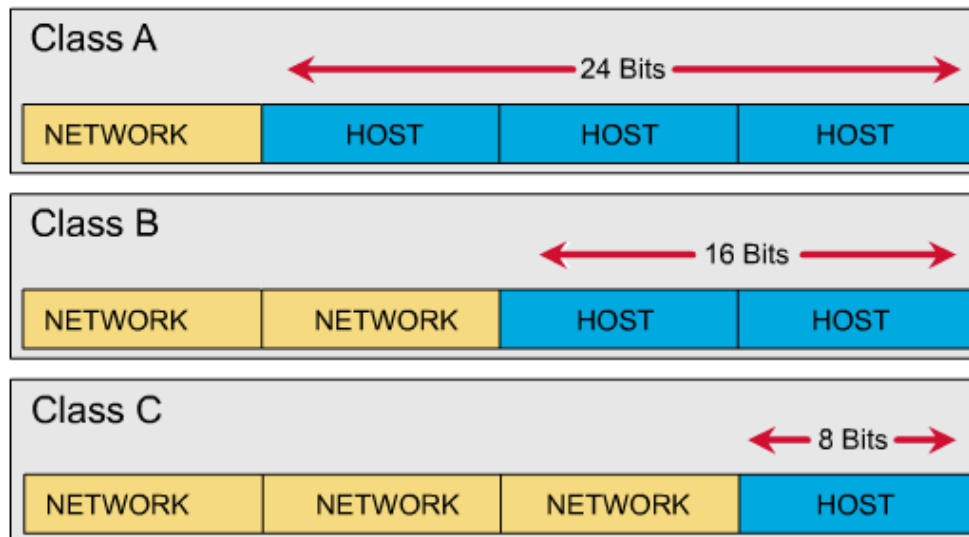 Class A
24 Bits
NETWORK HOST HOST HOST
Class B
16 Bits
NETWORK NETWORK HOST HOST
Class C
8 Bits
NETWORK NETWORK NETWORK HOST